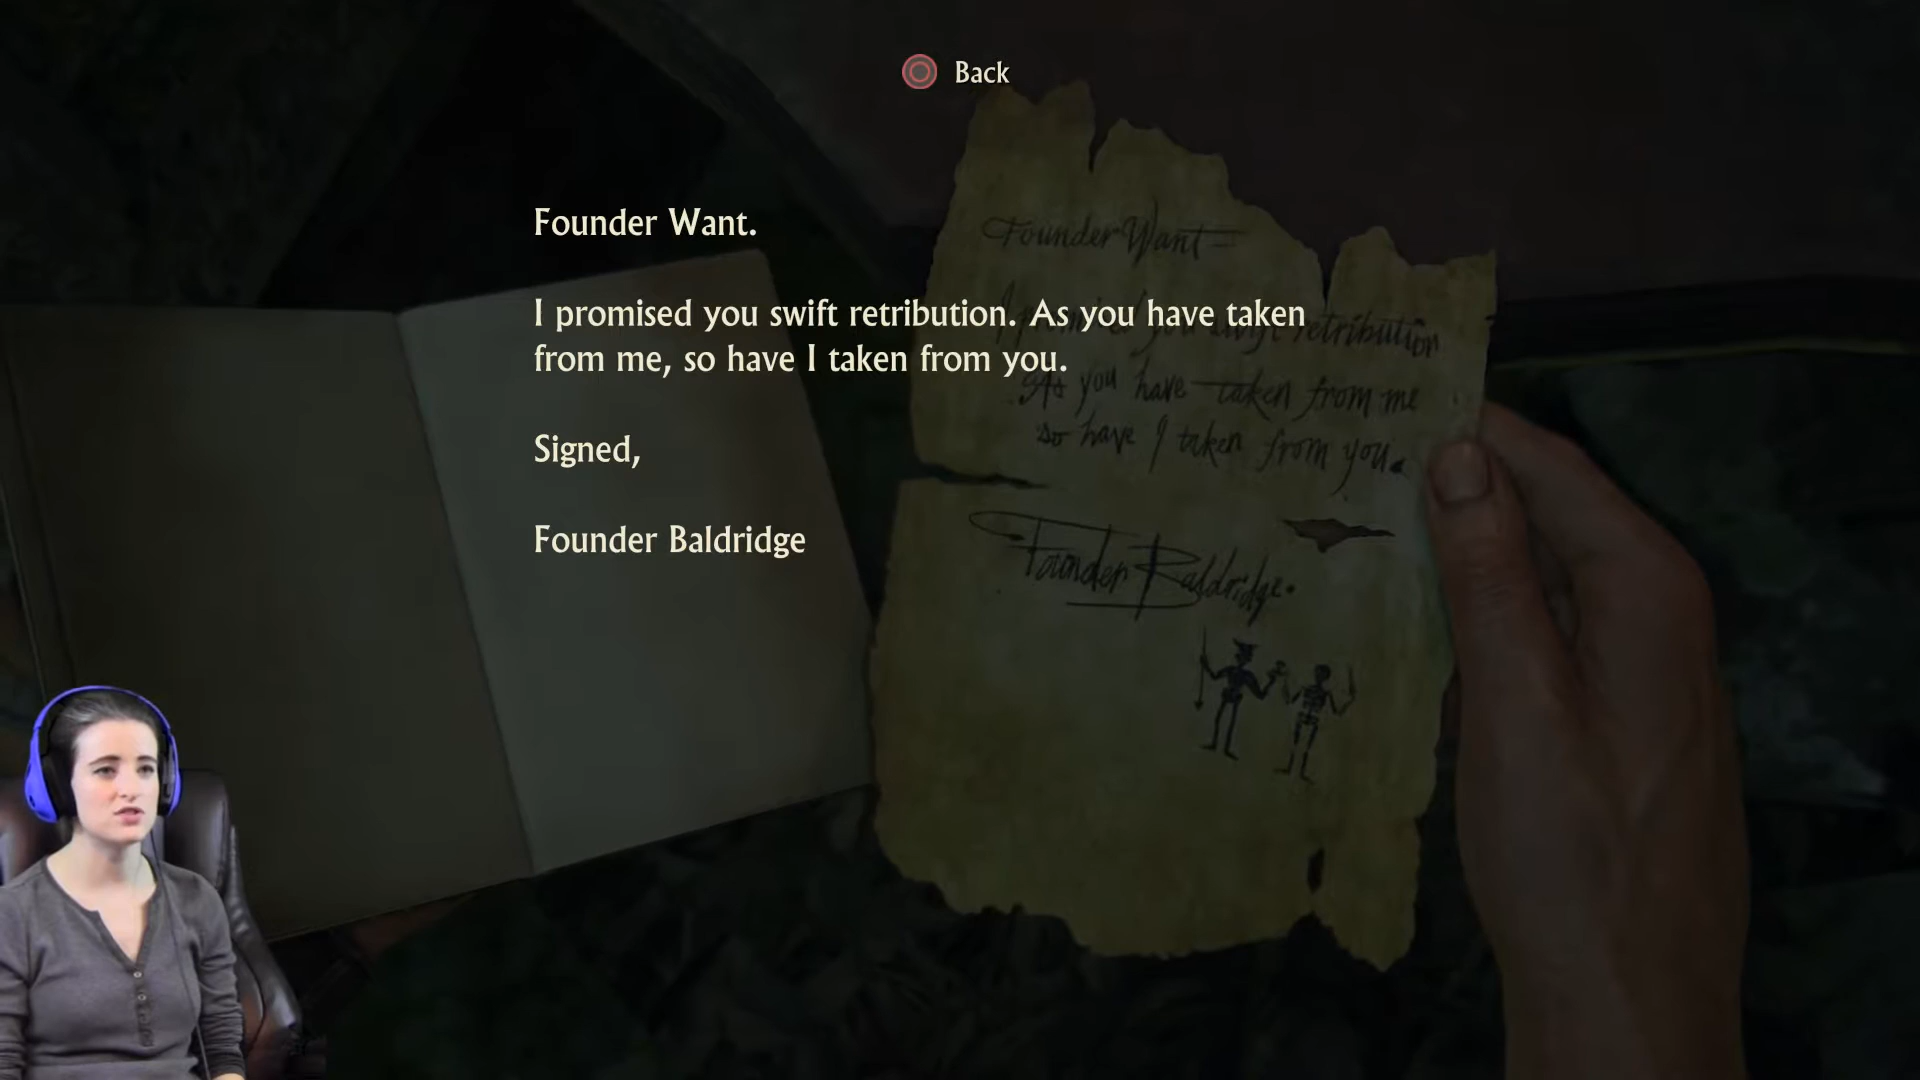 Back
Founder Want.
I promised you swift retribution. As you have taken
from me, so have I taken from you.
Signed,
Founder Baldridge
Founder Want
retribution
As you have taken from me
so have I taken from you.
Founder Baldridge.